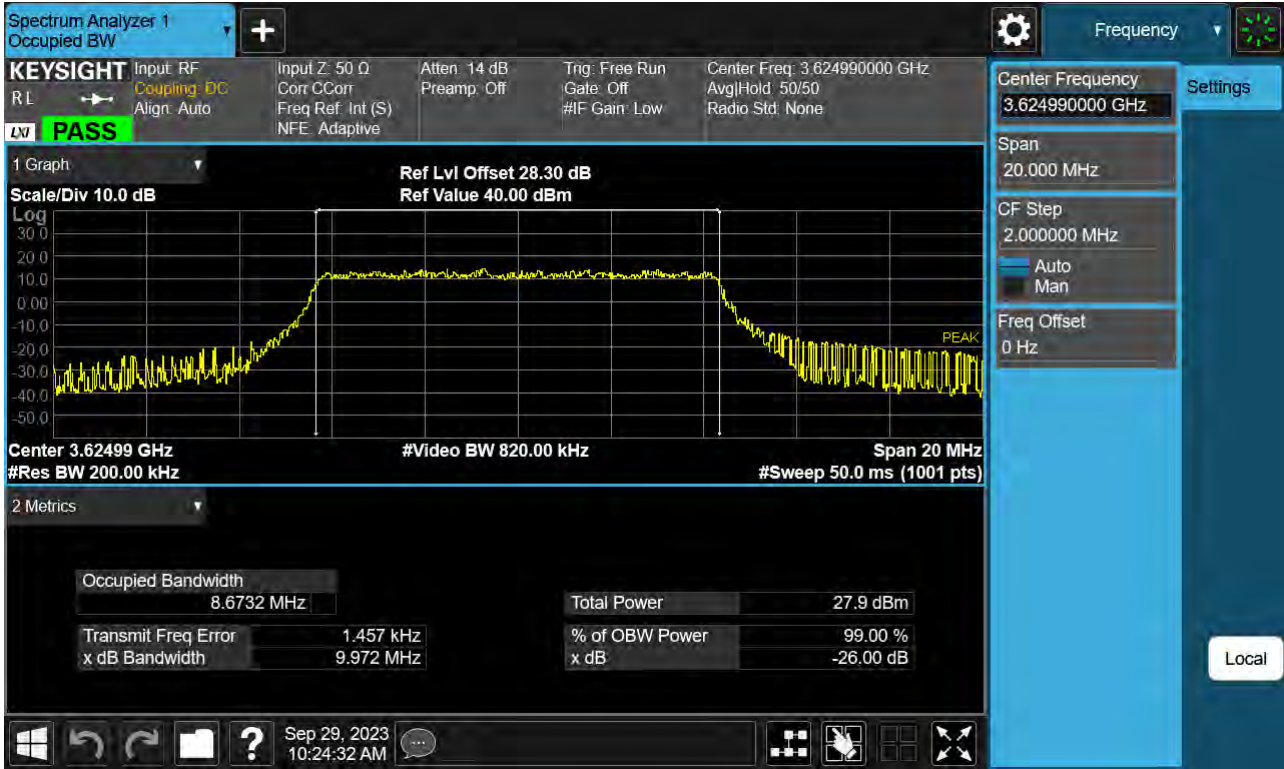 Spectrum Analyzer 1
Occupied BW
+
Frequency
KEYSIGHT
R L
LXI
PASS
Input: RF
Coupling: DC
Align: Auto
Input Z: 50 Ω
Corr CCorr
Freq Ref: Int (S)
NFE: Adaptive
Atten: 14 dB
Preamp: Off
Trig: Free Run
Gate: Off
#IF Gain: Low
Center Freq: 3.624990000 GHz
Avg|Hold: 50/50
Radio Std: None
1 Graph
Scale/Div 10.0 dB
Ref Lvl Offset 28.30 dB
Ref Value 40.00 dBm
Log
30.0
20.0
10.0
0.00
-10.0
-20.0
-30.0
-40.0
-50.0
PEAK
Center 3.62499 GHz
#Video BW 820.00 kHz
Span 20 MHz
#Res BW 200.00 kHz
#Sweep 50.0 ms (1001 pts)
2 Metrics
Occupied Bandwidth
8.6732 MHz
Transmit Freq Error 1.457 kHz
x dB Bandwidth 9.972 MHz
Total Power 27.9 dBm
% of OBW Power 99.00 %
x dB -26.00 dB
Center Frequency
3.624990000 GHz
Span
20.000 MHz
CF Step
2.000000 MHz
Auto
Man
Freq Offset
0 Hz
Settings
Local
?
Sep 29, 2023
10:24:32 AM